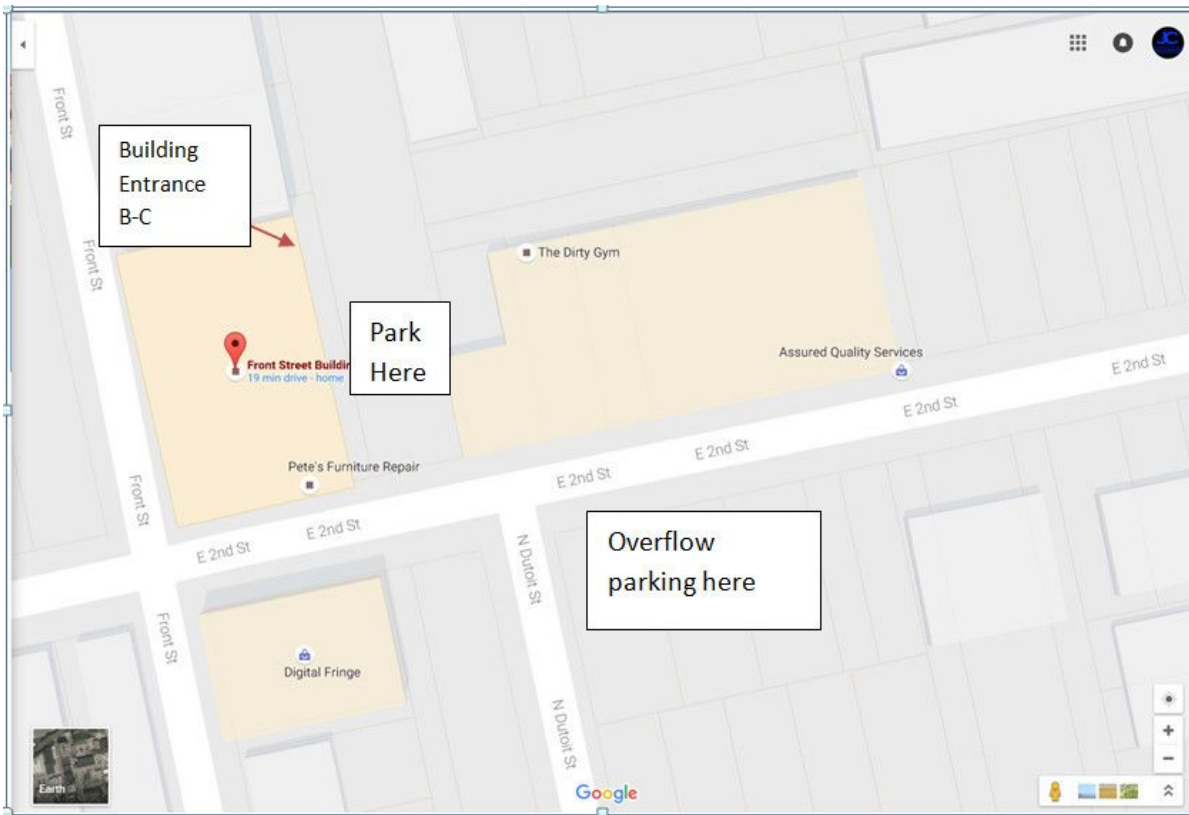 Front St
Building
Entrance
B-C
Front St
The Dirty Gym
Park
Here
Front Street Buildin
19 min drive - home
Assured Quality Services
E 2nd St
E 2nd St
E 2nd St
E 2nd St
Pete's Furniture Repair
Front St
E 2nd St
E 2nd St
Overflow
parking here
N Dutoit St
Front St
Digital Fringe
N Dutoit St
Earth
Google
JC